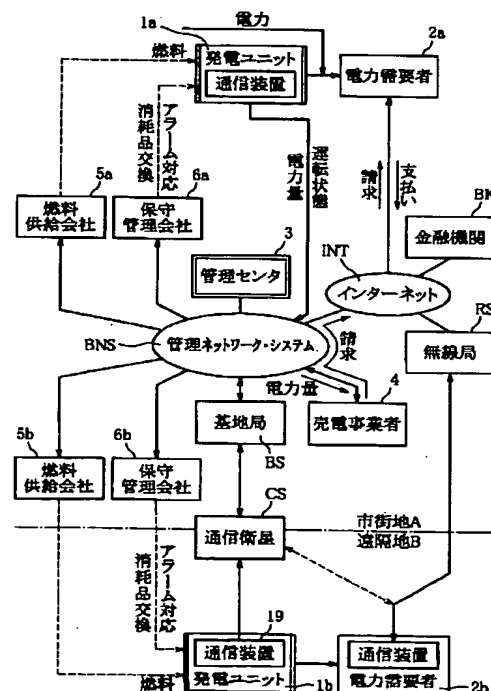 電力
1a
2a
燃料
発電ユニット
通信装置
電力需要者
消耗品交換
アラーム対応
電力量
運転状態
請求
支払い
5a
6a
BK
燃料
供給会社
保守
管理会社
3
管理センタ
金融機関
INT
インターネット
RS
BNS
管理ネットワーク・システム
請求
無線局
電力量
4
基地局
売電事業者
5b
6b
BS
燃料
供給会社
保守
管理会社
CS
市街地A
通信衛星
遠隔地B
消耗品交換
アラーム対応
19
通信装置
通信装置
発電ユニット
電力需要者
燃料
1b
2b